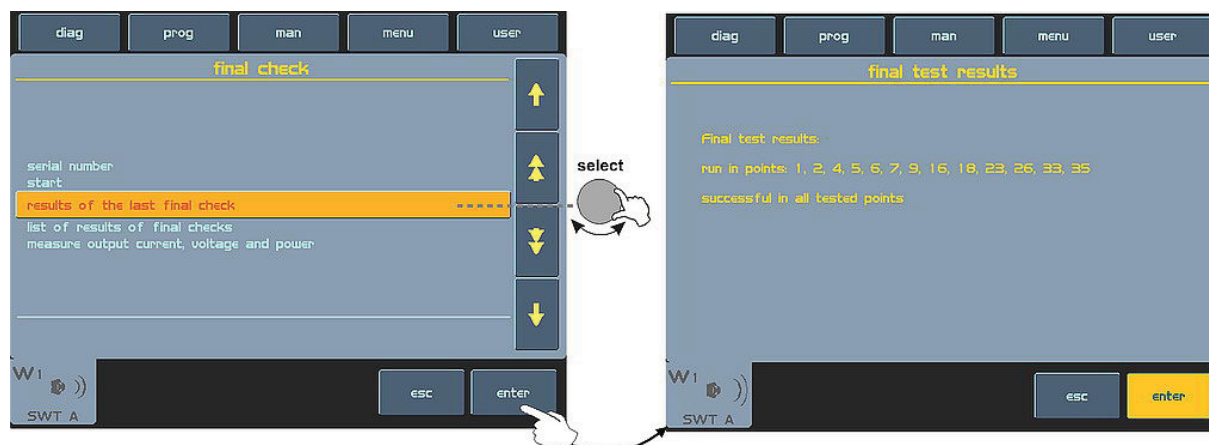 diag prog man menu user
final check
serial number
start
results of the last final check
list of results of final checks
measure output current, voltage and power
W1
SWT A
esc enter
select
diag prog man menu user
final test results
Final test results:
run in points: 1, 2, 4, 5, 6, 7, 9, 16, 18, 23, 26, 33, 35
successful in all tested points
W1
SWT A
esc enter